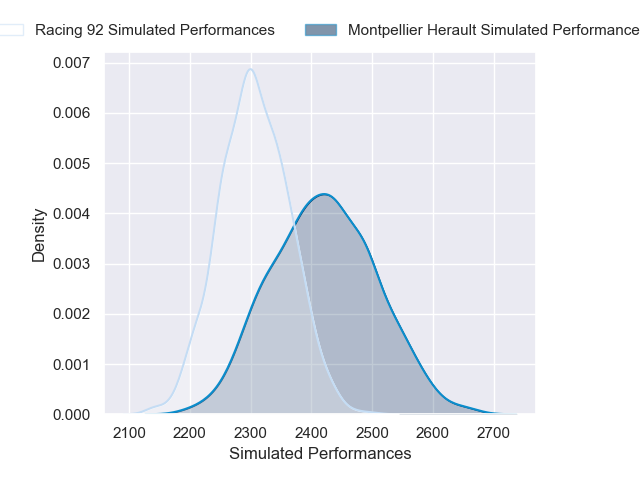 Racing 92 Simulated Performances Montpellier Herault Simulated Performance
0.007
0.006
0.005
0.004
0.003
0.002
0.001
0.000
Density
2100 2200 2300 2400 2500 2600 2700
Simulated Performances